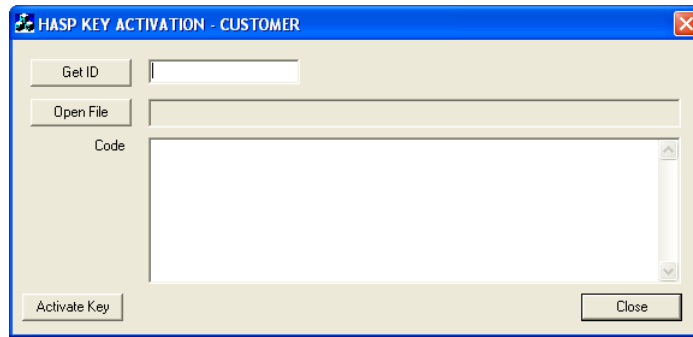 HASP KEY ACTIVATION - CUSTOMER
Get ID
Open File
Code
Activate Key
Close